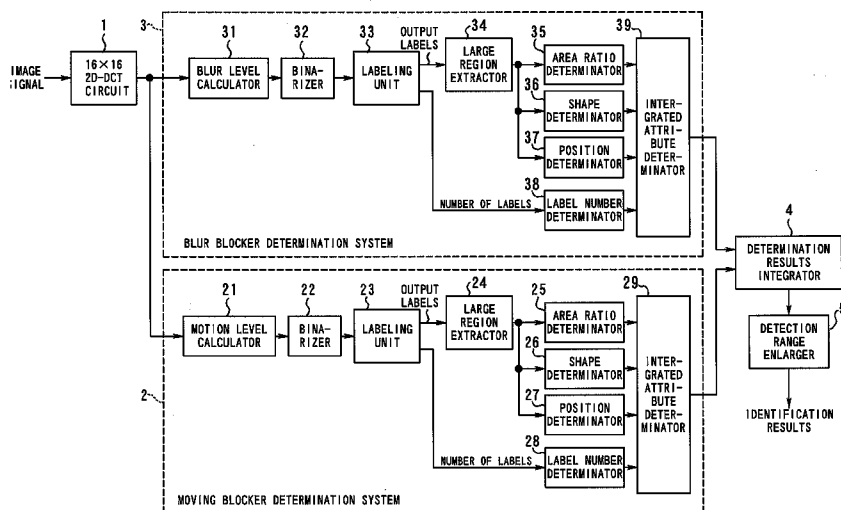 3
1
31
32
33
OUTPUT
LABELS
34
35
39
IMAGE
SIGNAL
16×16
2D-DCT
CIRCUIT
BLUR LEVEL
CALCULATOR
BINA-
RIZER
LABELING
UNIT
LARGE
REGION
EXTRACTOR
AREA RATIO
DETERMINATOR
36
SHAPE
DETERMINATOR
37
POSITION
DETERMINATOR
38
NUMBER OF LABELS
LABEL NUMBER
DETERMINATOR
INTER-
GRATED
ATTRI-
BUTE
DETER-
MINATOR
BLUR BLOCKER DETERMINATION SYSTEM
4
DETERMINATION
RESULTS
INTEGRATOR
21
22
23
OUTPUT
LABELS
24
25
29
MOTION LEVEL
CALCULATOR
BINA-
RIZER
LABELING
UNIT
LARGE
REGION
EXTRACTOR
AREA RATIO
DETERMINATOR
26
SHAPE
DETERMINATOR
27
POSITION
DETERMINATOR
28
NUMBER OF LABELS
LABEL NUMBER
DETERMINATOR
INTER-
GRATED
ATTRI-
BUTE
DETER-
MINATOR
DETECTION
RANGE
ENLARGER
IDENTIFICATION
RESULTS
2
MOVING BLOCKER DETERMINATION SYSTEM